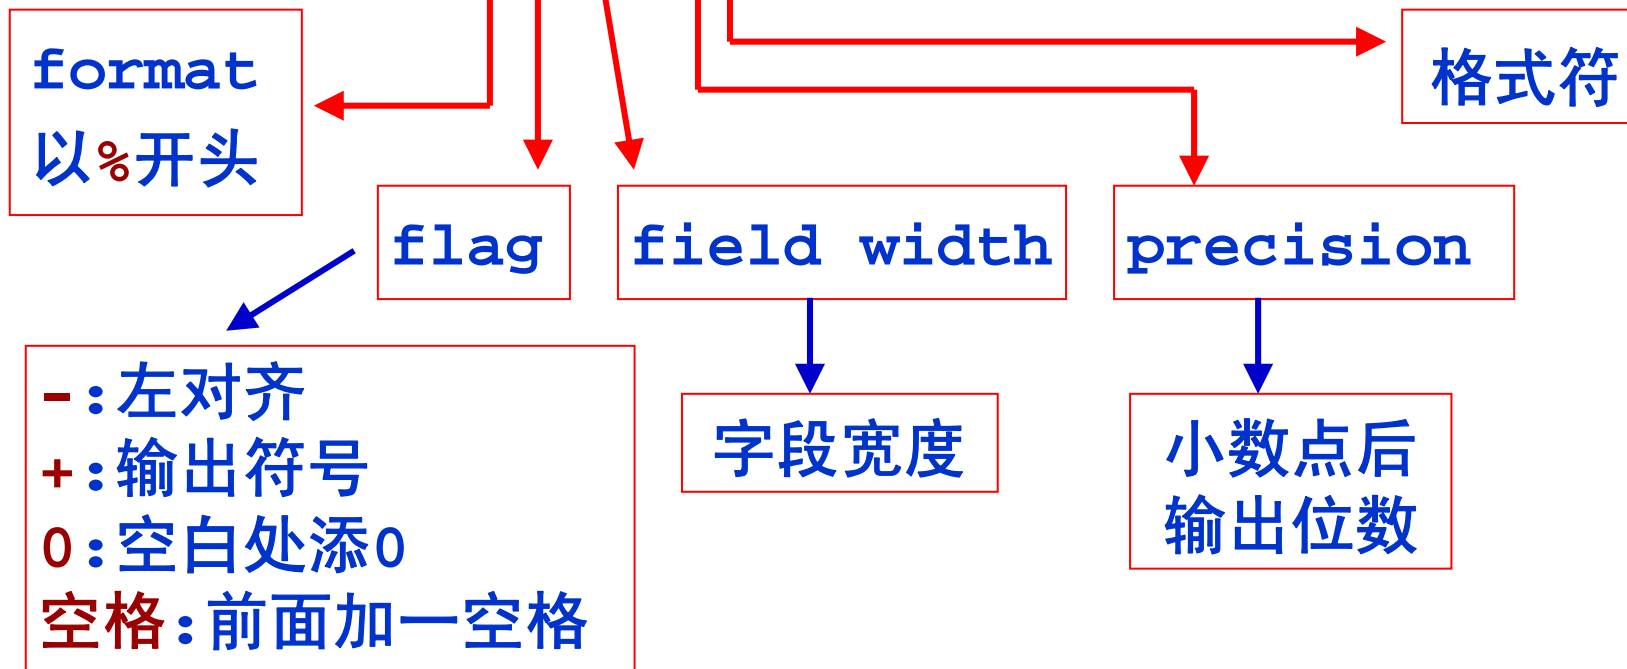 format
以%开头
格式符
flag
field width
precision
-:左对齐
+:输出符号
0:空白处添0
空格:前面加一空格
字段宽度
小数点后
输出位数